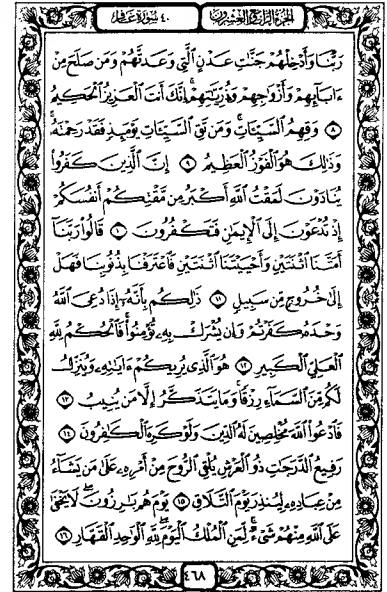 الجزء الرابع والعشرون
٤٠ سورة غافر
رَبَّنَا وَأَدْخِلْهُمْ جَنَّٰتِ عَدْنٍ ٱلَّتِى وَعَدتَّهُمْ وَمَن صَلَحَ مِنْ
ءَابَآئِهِمْ وَأَزْوَٰجِهِمْ وَذُرِّيَّٰتِهِمْ ۚ إِنَّكَ أَنتَ ٱلْعَزِيزُ ٱلْحَكِيمُ
٨ وَقِهِمُ ٱلسَّيِّـَٔاتِ ۚ وَمَن تَقِ ٱلسَّيِّـَٔاتِ يَوْمَئِذٍ فَقَدْ رَحِمْتَهُۥ ۚ
وَذَٰلِكَ هُوَ ٱلْفَوْزُ ٱلْعَظِيمُ ٩ إِنَّ ٱلَّذِينَ كَفَرُوا۟
يُنَادَوْنَ لَمَقْتُ ٱللَّهِ أَكْبَرُ مِن مَّقْتِكُمْ أَنفُسَكُمْ
إِذْ تُدْعَوْنَ إِلَى ٱلْإِيمَٰنِ فَتَكْفُرُونَ ١٠ قَالُوا۟ رَبَّنَآ
أَمَتَّنَا ٱثْنَتَيْنِ وَأَحْيَيْتَنَا ٱثْنَتَيْنِ فَٱعْتَرَفْنَا بِذُنُوبِنَا فَهَلْ
إِلَىٰ خُرُوجٍ مِّن سَبِيلٍ ١١ ذَٰلِكُم بِأَنَّهُۥٓ إِذَا دُعِىَ ٱللَّهُ
وَحْدَهُۥ كَفَرْتُمْ ۖ وَإِن يُشْرَكْ بِهِۦ تُؤْمِنُوا۟ ۚ فَٱلْحُكْمُ لِلَّهِ
ٱلْعَلِىِّ ٱلْكَبِيرِ ١٢ هُوَ ٱلَّذِى يُرِيكُمْ ءَايَٰتِهِۦ وَيُنَزِّلُ
لَكُم مِّنَ ٱلسَّمَآءِ رِزْقًا ۚ وَمَا يَتَذَكَّرُ إِلَّا مَن يُنِيبُ ١٣
فَٱدْعُوا۟ ٱللَّهَ مُخْلِصِينَ لَهُ ٱلدِّينَ وَلَوْ كَرِهَ ٱلْكَٰفِرُونَ ١٤
رَفِيعُ ٱلدَّرَجَٰتِ ذُو ٱلْعَرْشِ يُلْقِى ٱلرُّوحَ مِنْ أَمْرِهِۦ عَلَىٰ مَن يَشَآءُ
مِنْ عِبَادِهِۦ لِيُنذِرَ يَوْمَ ٱلتَّلَاقِ ١٥ يَوْمَ هُم بَٰرِزُونَ ۖ لَا يَخْفَىٰ
عَلَى ٱللَّهِ مِنْهُمْ شَىْءٌ ۚ لِّمَنِ ٱلْمُلْكُ ٱلْيَوْمَ ۖ لِلَّهِ ٱلْوَٰحِدِ ٱلْقَهَّارِ ١٦
٤٦٨